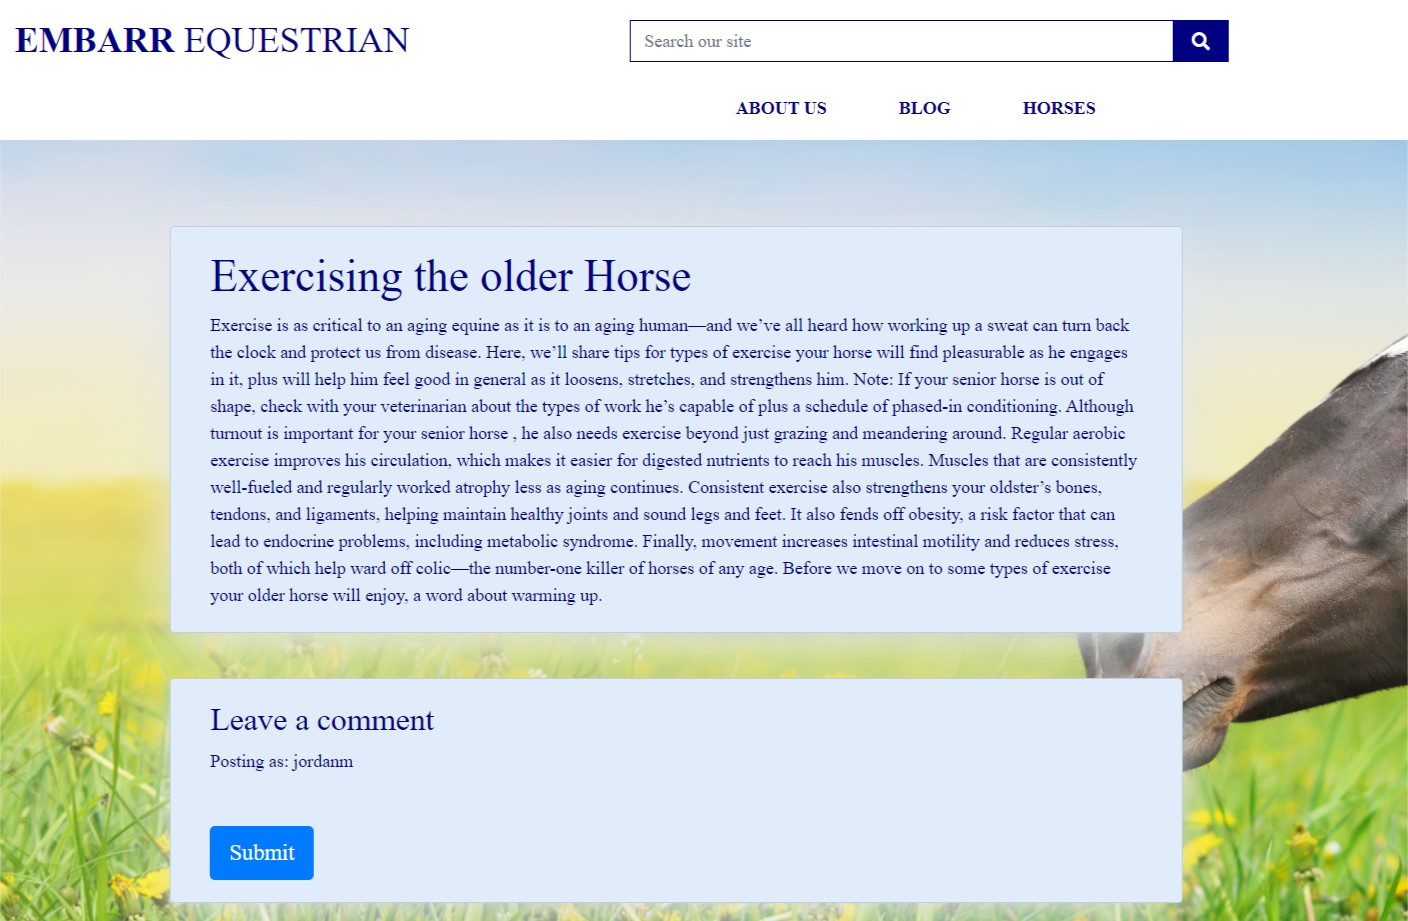 EMBARR EQUESTRIAN
Search our site
ABOUT US BLOG HORSES
Exercising the older Horse
Exercise is as critical to an aging equine as it is to an aging human—and we’ve all heard how working up a sweat can turn back
the clock and protect us from disease. Here, we’ll share tips for types of exercise your horse will find pleasurable as he engages
in it, plus will help him feel good in general as it loosens, stretches, and strengthens him. Note: If your senior horse is out of
shape, check with your veterinarian about the types of work he’s capable of plus a schedule of phased-in conditioning. Although
turnout is important for your senior horse , he also needs exercise beyond just grazing and meandering around. Regular aerobic
exercise improves his circulation, which makes it easier for digested nutrients to reach his muscles. Muscles that are consistently
well-fueled and regularly worked atrophy less as aging continues. Consistent exercise also strengthens your oldster’s bones,
tendons, and ligaments, helping maintain healthy joints and sound legs and feet. It also fends off obesity, a risk factor that can
lead to endocrine problems, including metabolic syndrome. Finally, movement increases intestinal motility and reduces stress,
both of which help ward off colic—the number-one killer of horses of any age. Before we move on to some types of exercise
your older horse will enjoy, a word about warming up.
Leave a comment
Posting as: jordanm
Submit